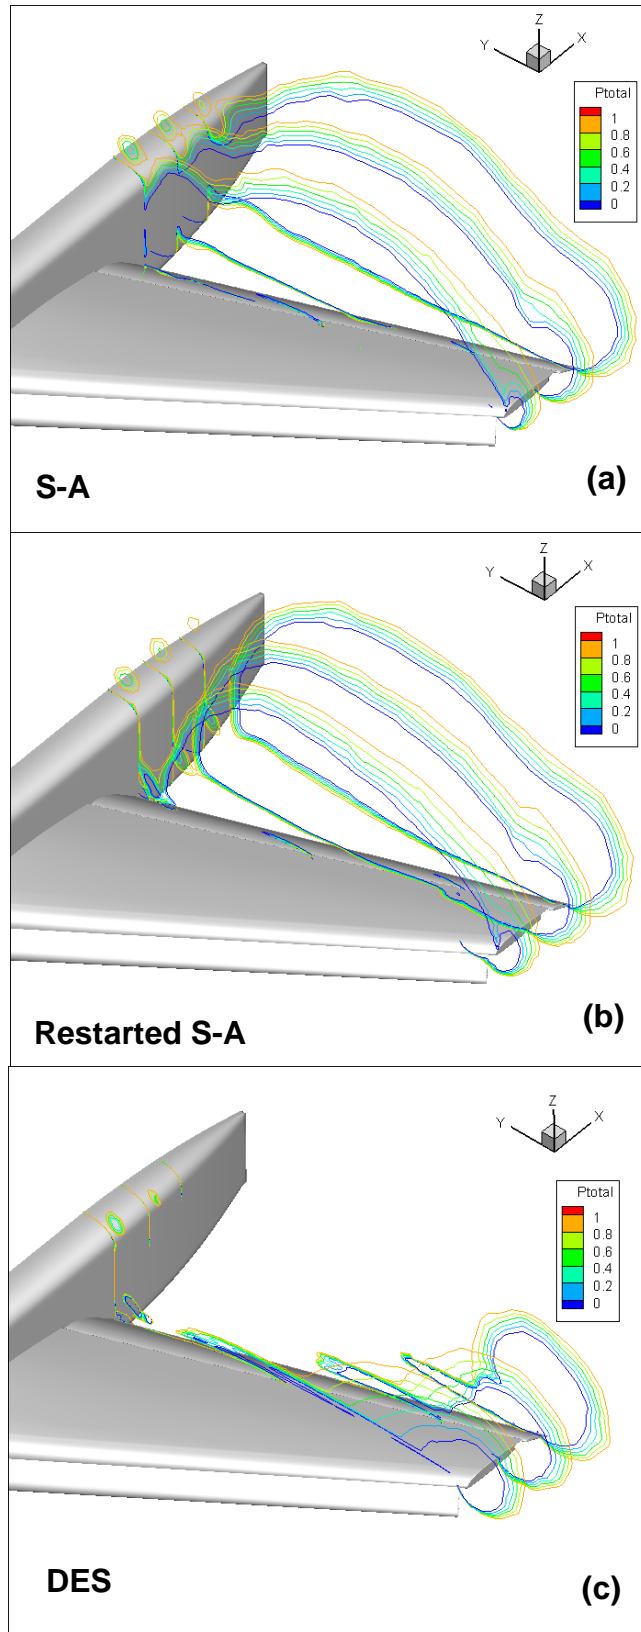 Z
Y
X
Ptotal
1
0.8
0.6
0.4
0.2
0
S-A
(a)
Z
Y
X
Ptotal
1
0.8
0.6
0.4
0.2
0
Restarted S-A
(b)
Z
Y
X
Ptotal
1
0.8
0.6
0.4
0.2
0
DES
(c)